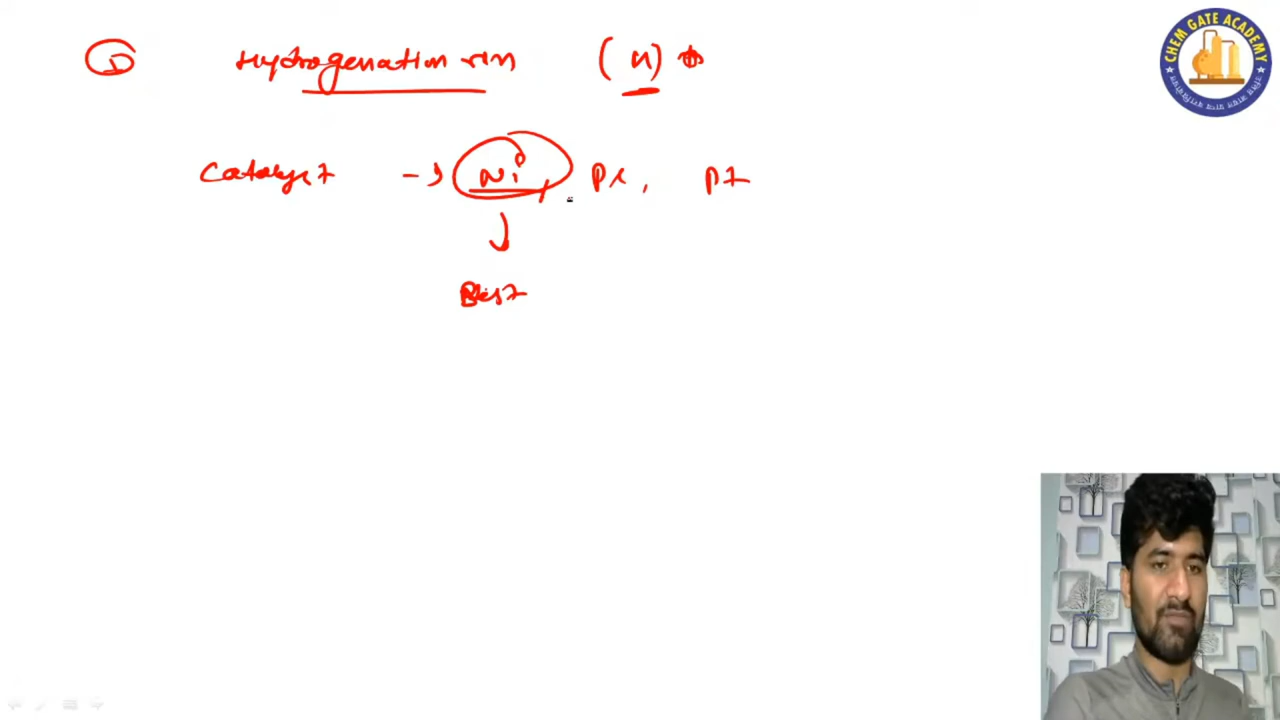 Hydrogenation rxn (H)
Catalyst → Ni, Pd, Pt
Best
CHEM GATE ACADEMY